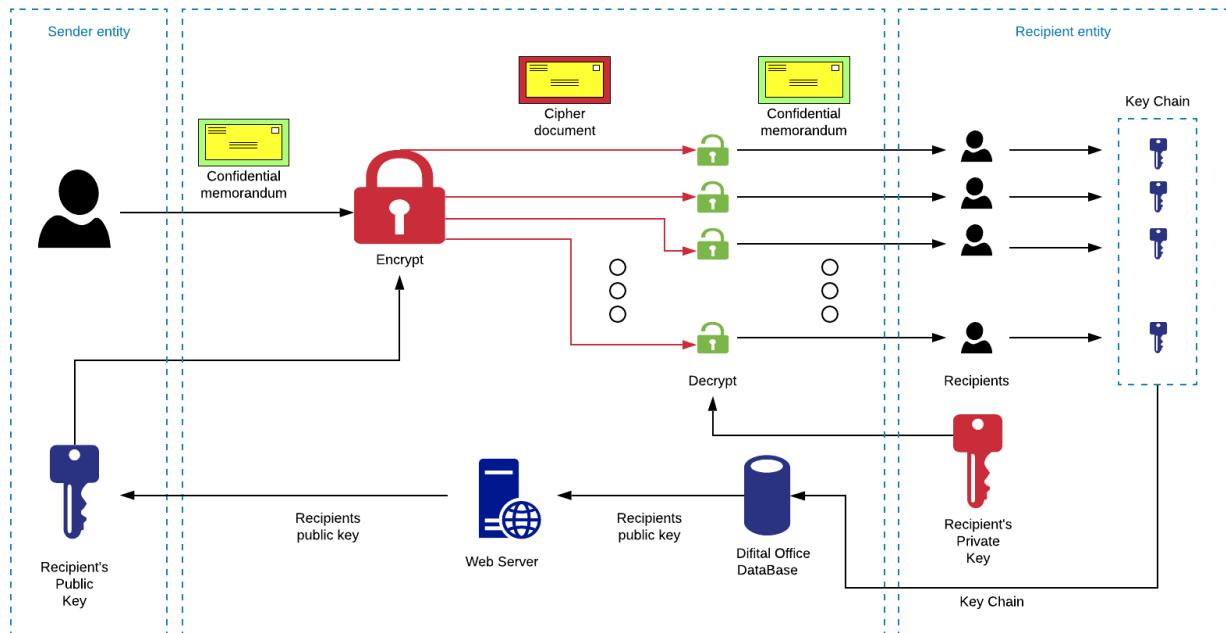 Sender entity
Recipient entity
Key Chain
Cipher
document
Confidential
memorandum
Confidential
memorandum
Encrypt
Decrypt
Recipients
Recipients
public key
Recipients
public key
Recipient's
Private
Key
Web Server
Difital Office
DataBase
Recipient's
Public
Key
Key Chain